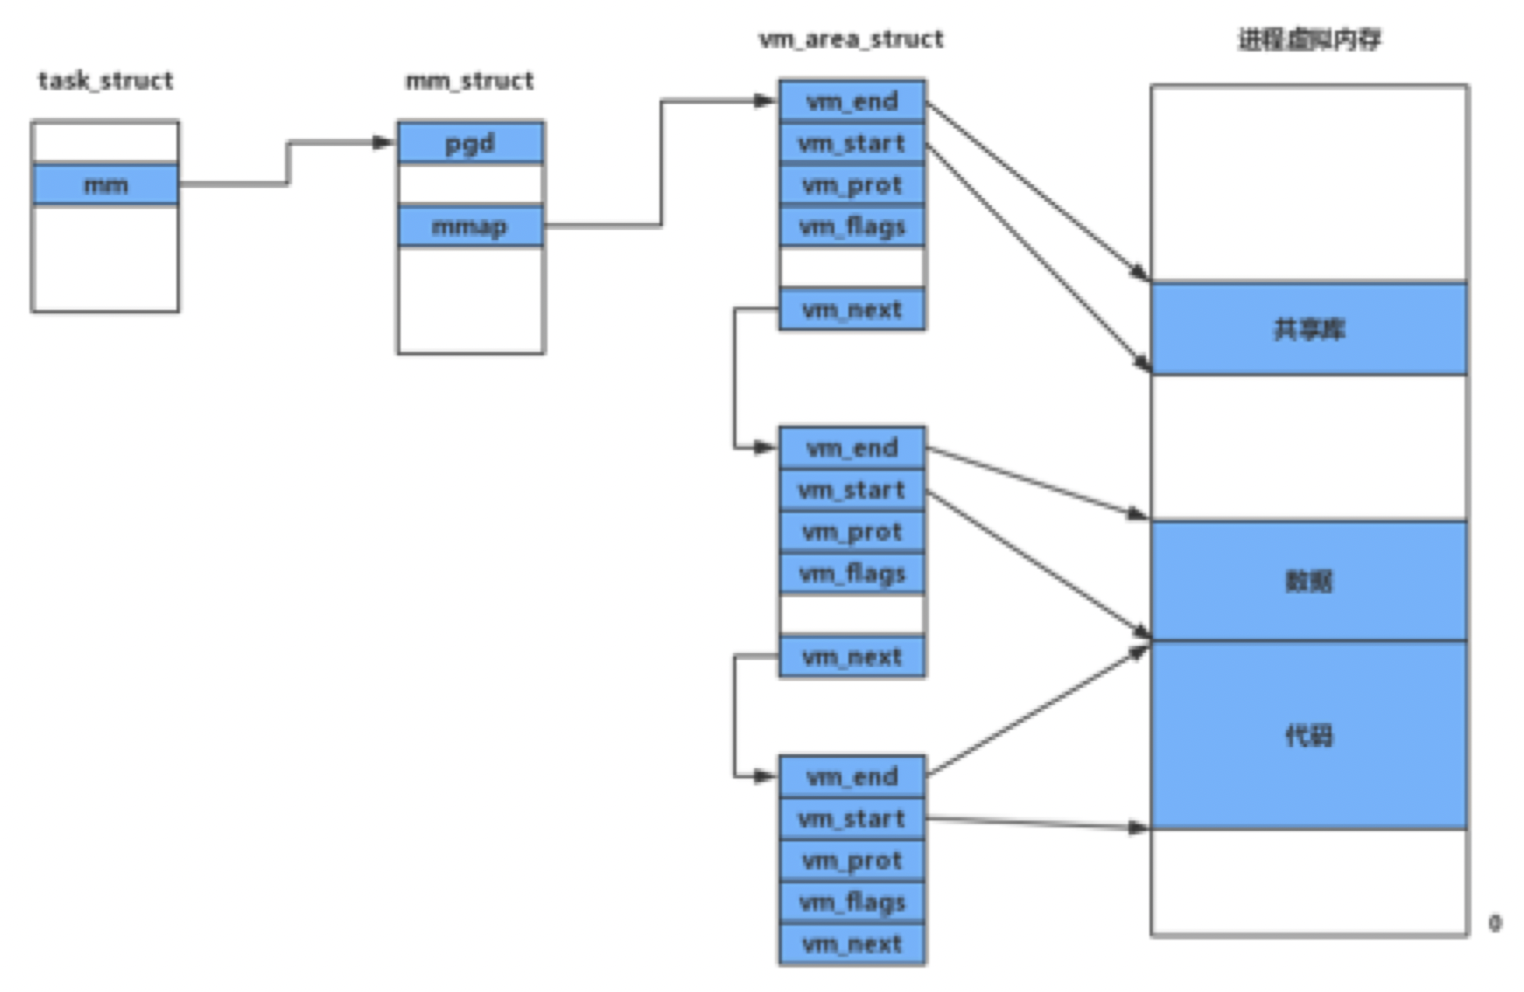 task_struct
mm
mm_struct
pgd
mmap
vm_area_struct
vm_end
vm_start
vm_prot
vm_flags
vm_next
vm_end
vm_start
vm_prot
vm_flags
vm_next
vm_end
vm_start
vm_prot
vm_flags
vm_next
进程虚拟内存
共享库
数据
代码
0